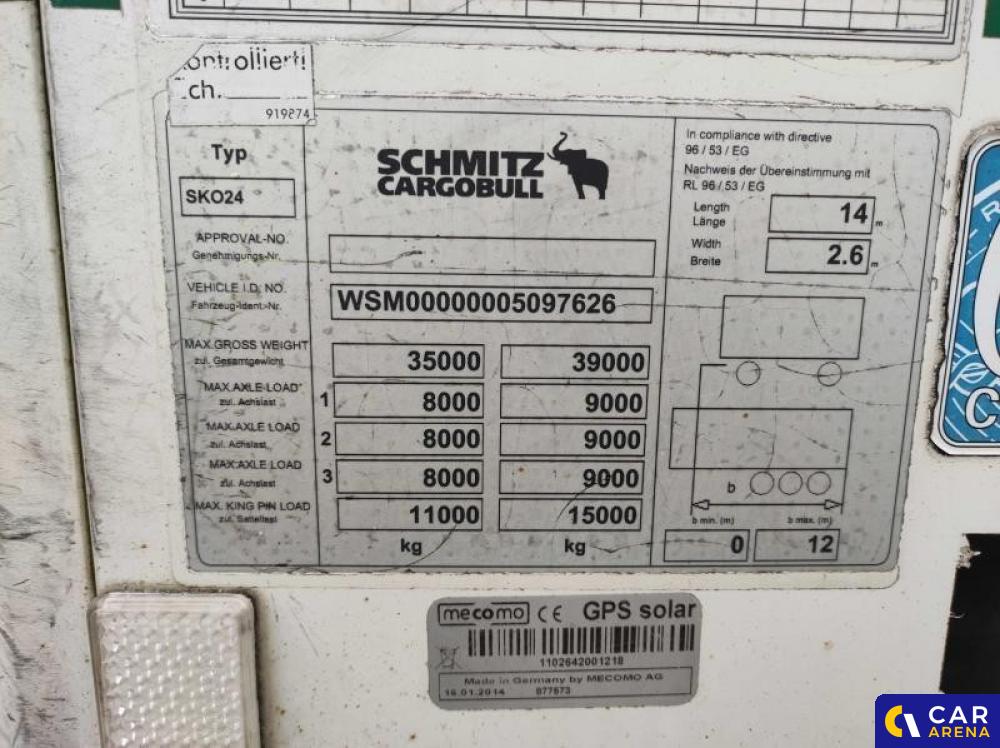 ontrolliert!
ch.
919874
Typ
SKO24
SCHMITZ
CARGOBULL
In compliance with directive
96 / 53 / EG
Nachweis der Übereinstimmung mit
RL 96 / 53 / EG
Length
Länge
14 m
Width
Breite
2.6 m
APPROVAL-NO.
Genehmigungs-Nr.
VEHICLE I.D. NO.
Fahrzeug-Ident.-Nr.
WSM00000005097626
MAX.GROSS WEIGHT
zul. Gesamtgewicht
35000 39000
MAX.AXLE LOAD
zul. Achslast
1 8000 9000
MAX.AXLE LOAD
zul. Achslast
2 8000 9000
MAX.AXLE LOAD
zul. Achslast
3 8000 9000
MAX. KING PIN LOAD
zul. Sattellast
11000 15000
kg kg
b
b min. (m) b max. (m)
0 12
mecomo CE GPS solar
1102642001218
Made in Germany by MECOMO AG
16.01.2014 877673
CAR
ARENA